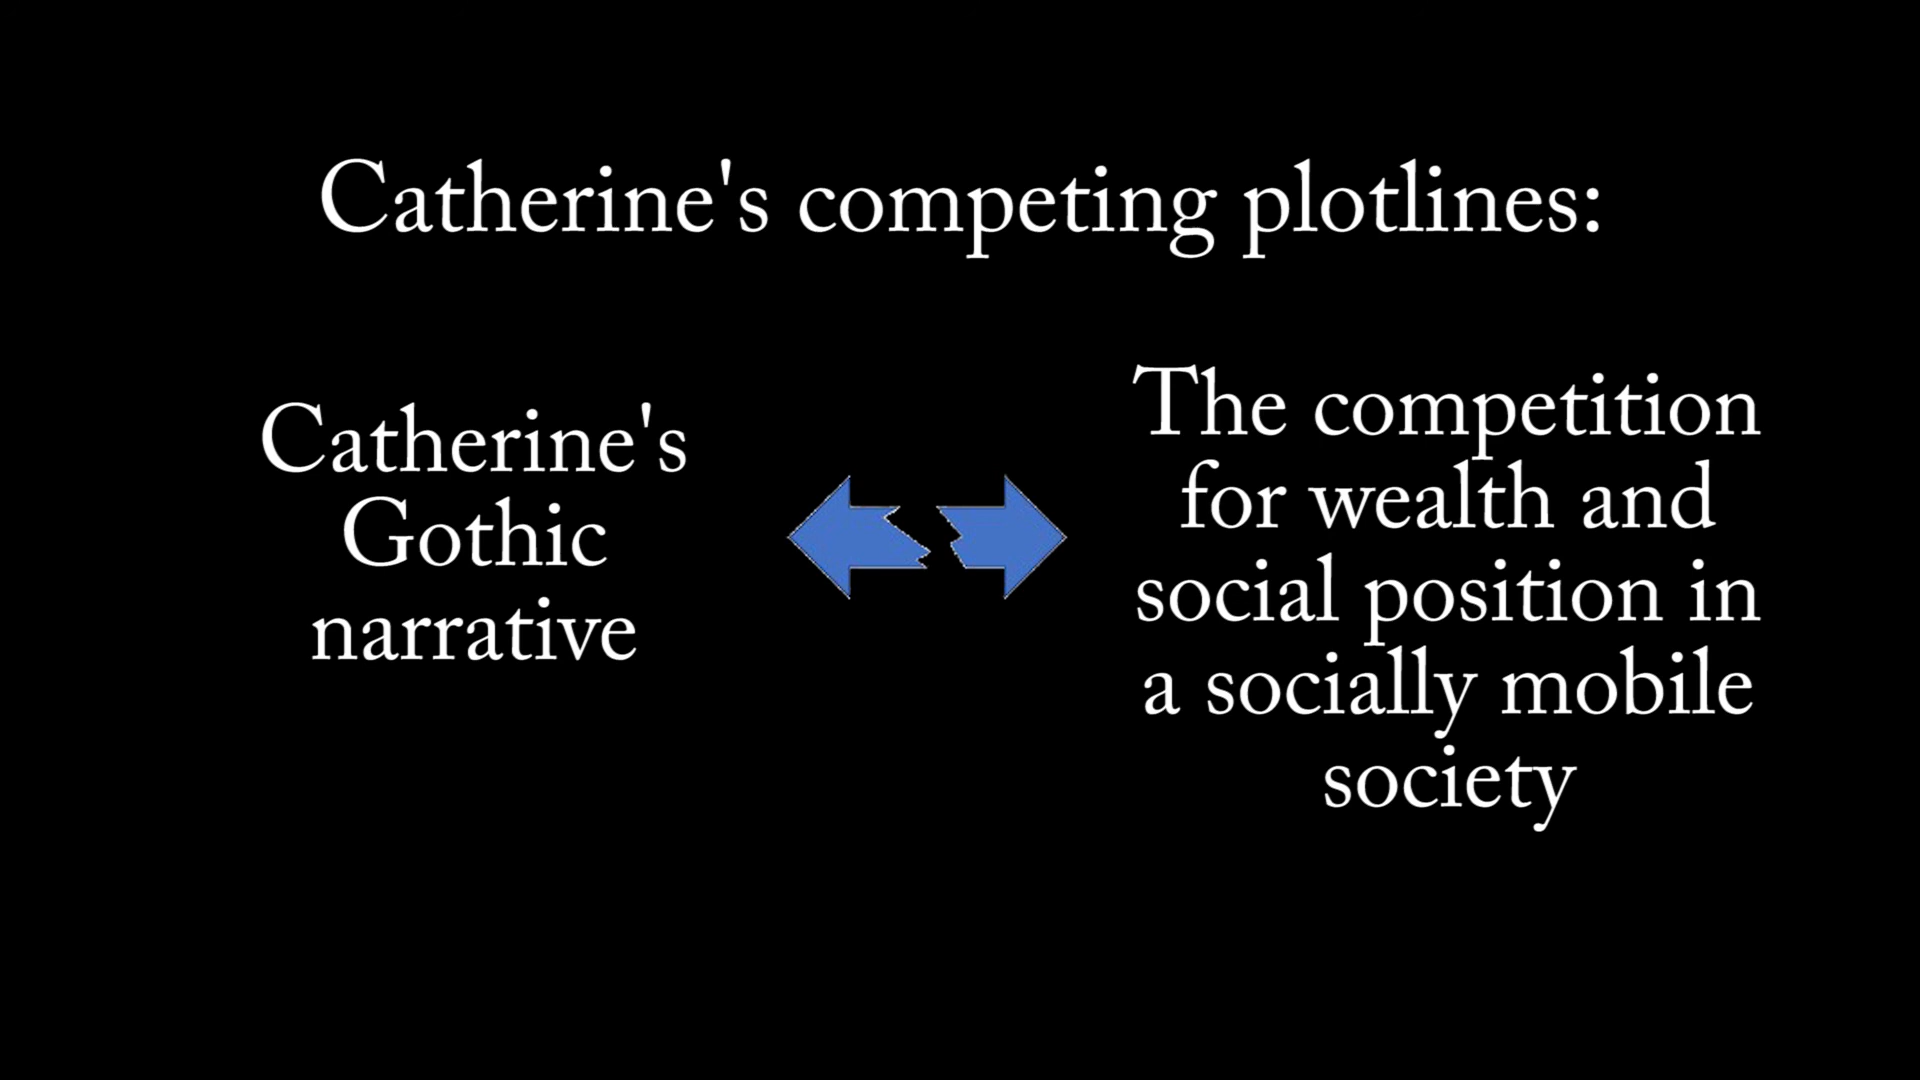 Catherine's competing plotlines:
Catherine's
Gothic
narrative
The competition
for wealth and
social position in
a socially mobile
society